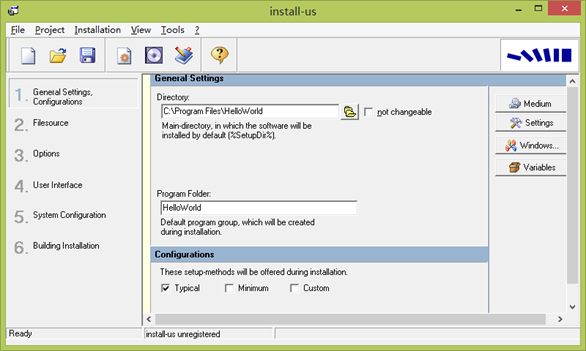 install-us
File Project Installation View Tools ?
1. General Settings,
Configurations
2. Filesource
3. Options
4. User Interface
5. System Configuration
6. Building Installation
General Settings
Directory:
C:\Program Files\HelloWorld
not changeable
Main-directory, in which the software will be
installed by default (%SetupDir%).
Program Folder:
HelloWorld
Default program group, which will be created
during installation.
Configurations
These setup-methods will be offered during installation.
Typical Minimum Custom
Medium
Settings
Windows...
Variables
Ready install-us unregistered